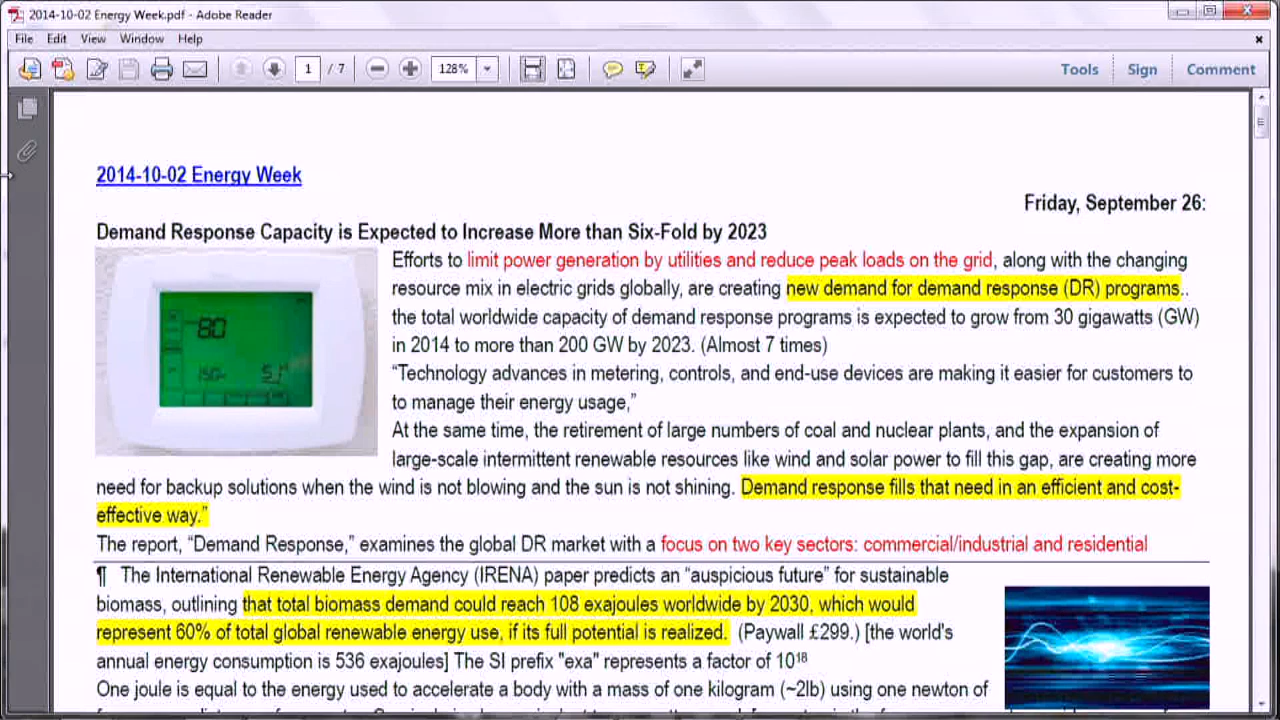 2014-10-02 Energy Week.pdf - Adobe Reader
File Edit View Window Help
1 / 7 128% Tools Sign Comment
2014-10-02 Energy Week
Friday, September 26:
Demand Response Capacity is Expected to Increase More than Six-Fold by 2023
Efforts to limit power generation by utilities and reduce peak loads on the grid, along with the changing
resource mix in electric grids globally, are creating new demand for demand response (DR) programs..
the total worldwide capacity of demand response programs is expected to grow from 30 gigawatts (GW)
in 2014 to more than 200 GW by 2023. (Almost 7 times)
“Technology advances in metering, controls, and end-use devices are making it easier for customers to
to manage their energy usage,”
At the same time, the retirement of large numbers of coal and nuclear plants, and the expansion of
large-scale intermittent renewable resources like wind and solar power to fill this gap, are creating more
need for backup solutions when the wind is not blowing and the sun is not shining. Demand response fills that need in an efficient and cost-
effective way.”
The report, “Demand Response,” examines the global DR market with a focus on two key sectors: commercial/industrial and residential
¶ The International Renewable Energy Agency (IRENA) paper predicts an “auspicious future” for sustainable
biomass, outlining that total biomass demand could reach 108 exajoules worldwide by 2030, which would
represent 60% of total global renewable energy use, if its full potential is realized. (Paywall £299.) [the world's
annual energy consumption is 536 exajoules] The SI prefix "exa" represents a factor of 10¹⁸
One joule is equal to the energy used to accelerate a body with a mass of one kilogram (~2lb) using one newton of
80